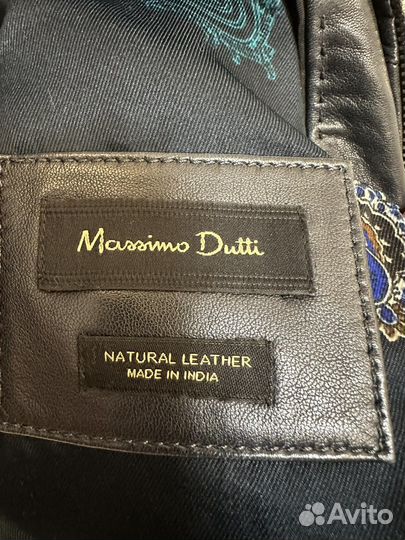 Massimo Dutti
NATURAL LEATHER
MADE IN INDIA
Avito